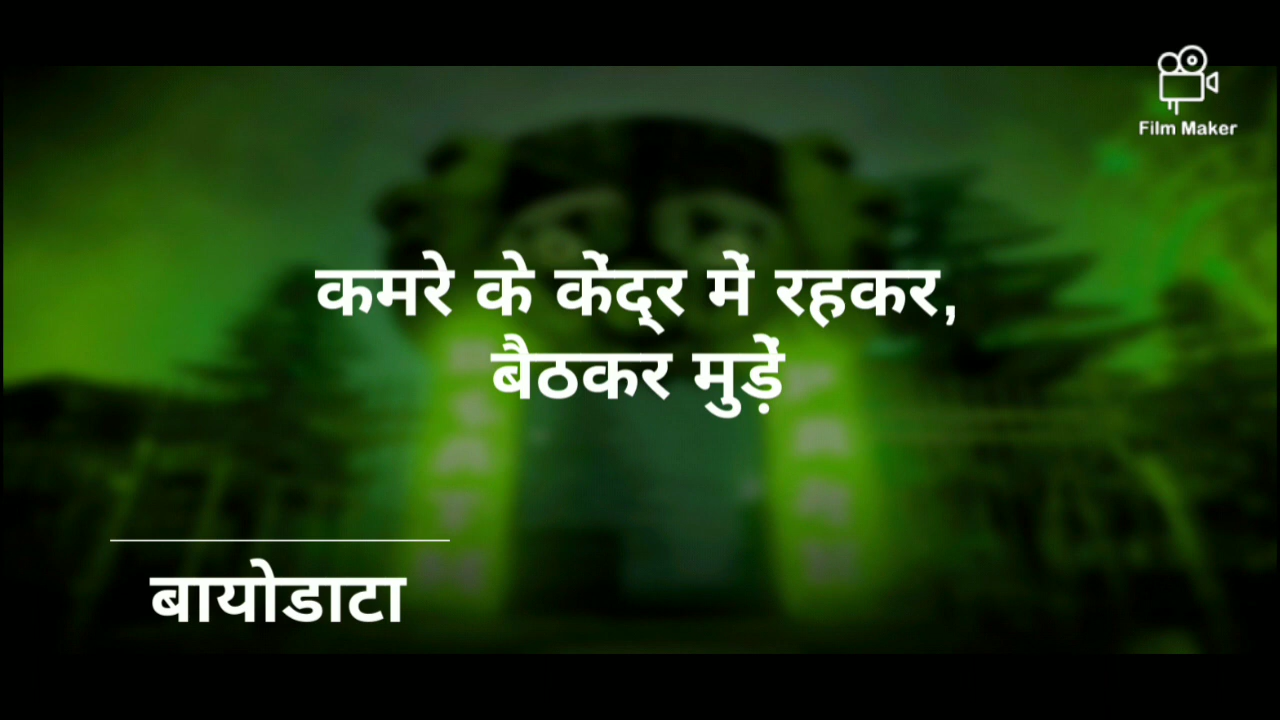 Film Maker
कमरे के केंद्र में रहकर,
बैठकर मुड़ें
बायोडाटा